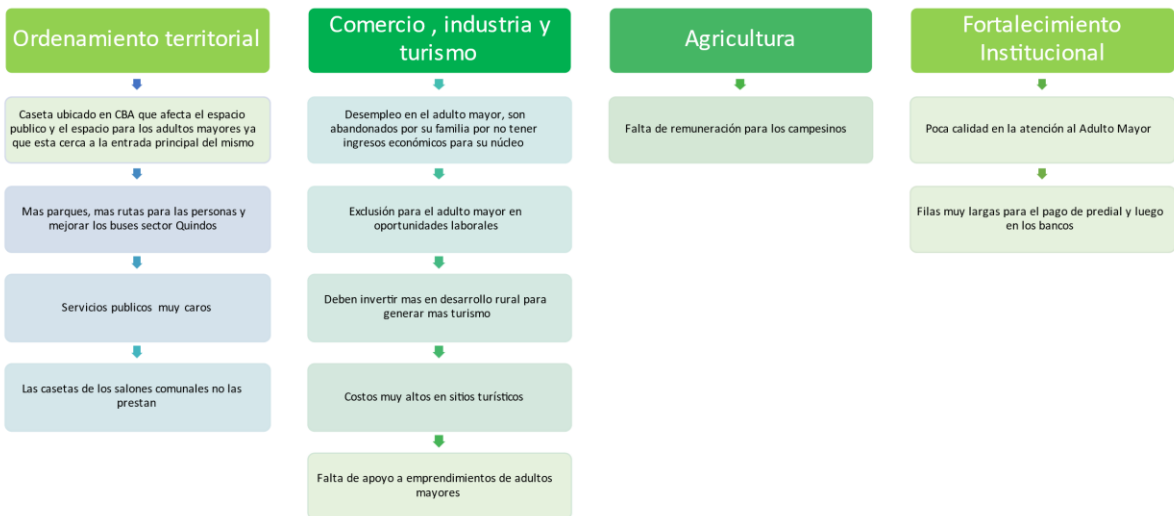 Ordenamiento territorial
Caseta ubicado en CBA que afecta el espacio
publico y el espacio para los adultos mayores ya
que esta cerca a la entrada principal del mismo
Mas parques, mas rutas para las personas y
mejorar los buses sector Quindos
Servicios publicos muy caros
Las casetas de los salones comunales no las
prestan
Comercio , industria y
turismo
Desempleo en el adulto mayor, son
abandonados por su familia por no tener
ingresos económicos para su núcleo
Exclusión para el adulto mayor en
oportunidades laborales
Deben invertir mas en desarrollo rural para
generar mas turismo
Costos muy altos en sitios turísticos
Falta de apoyo a emprendimientos de adultos
mayores
Agricultura
Falta de remuneración para los campesinos
Fortalecimiento
Institucional
Poca calidad en la atención al Adulto Mayor
Filas muy largas para el pago de predial y luego
en los bancos